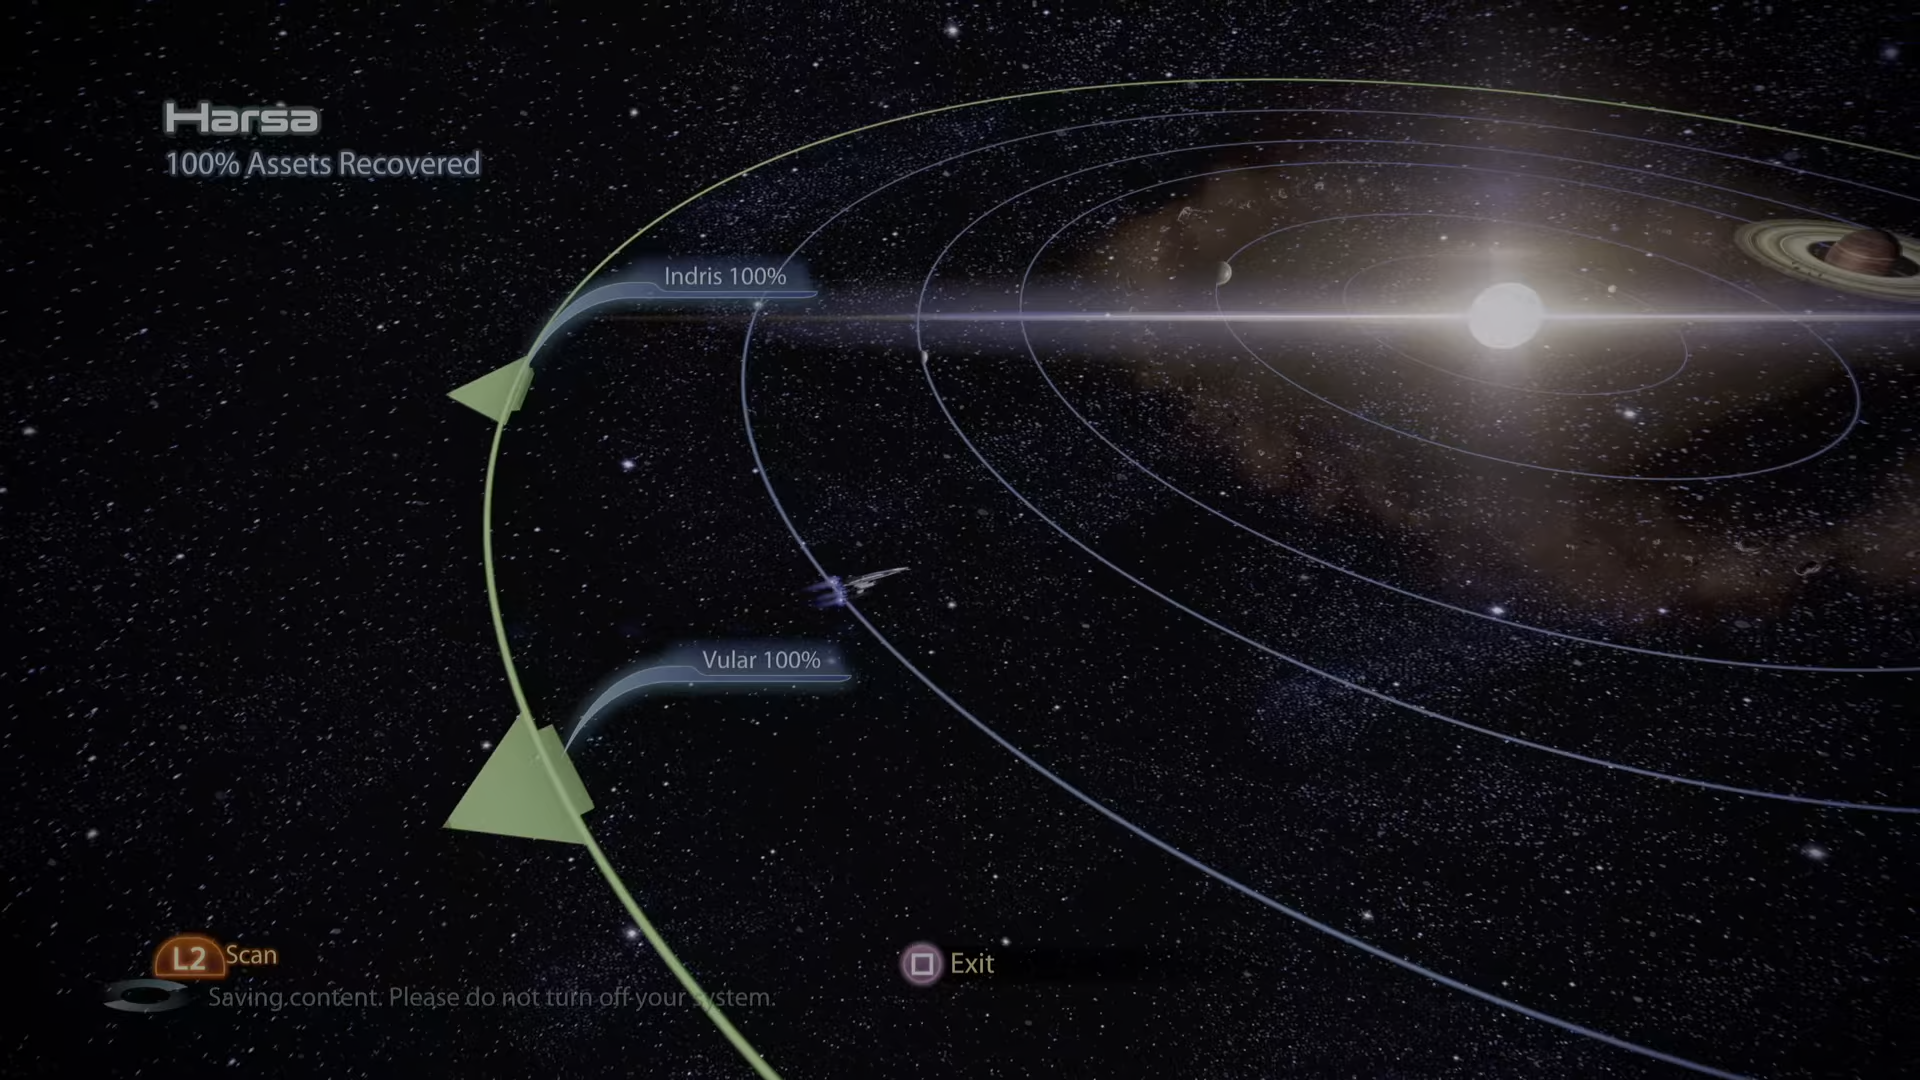 Harsa
100% Assets Recovered
Indris 100%
Vular 100%
L2 Scan
Exit
Saving content. Please do not turn off your system.